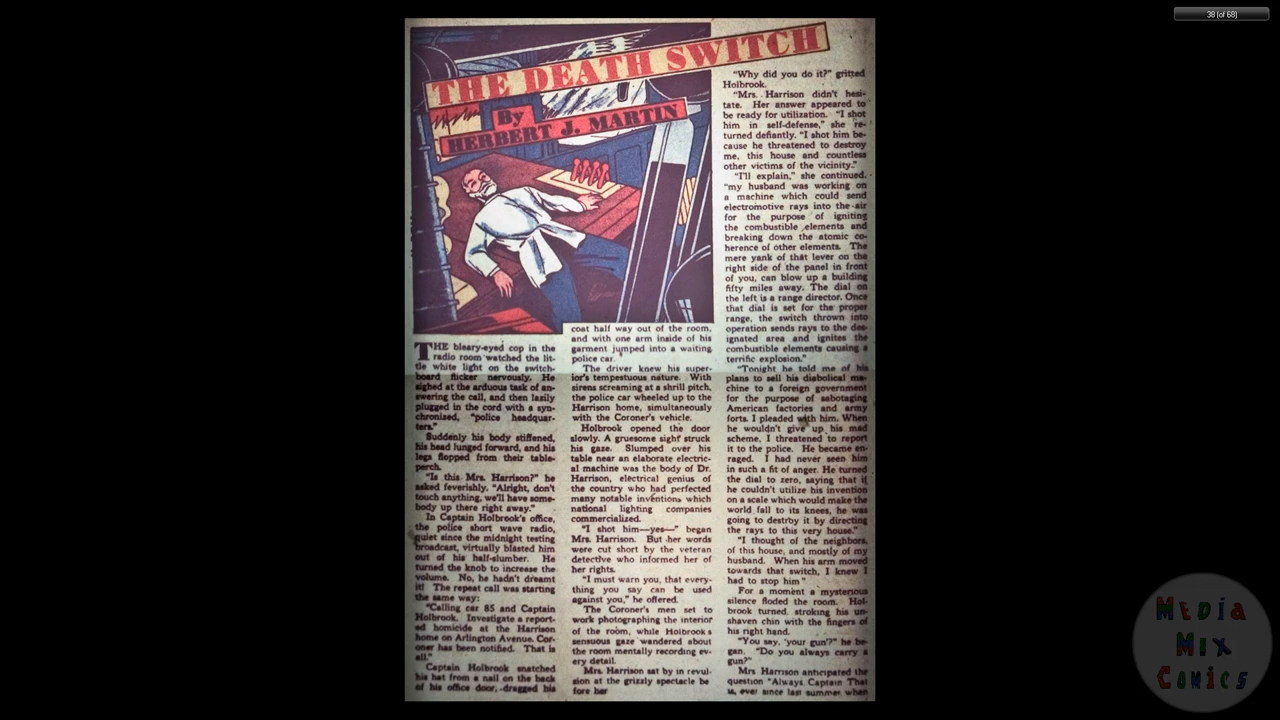 38 (of 68)
THE DEATH SWITCH
By
HERBERT J. MARTIN
THE bleary-eyed cop in the
radio room watched the lit-
tle white light on the switch-
board flicker nervously. He
sighed at the arduous task of an-
swering the call, and then lazily
plugged in the cord with a syn-
chronised, "police headquar-
ters."
Suddenly his body stiffened,
his head lunged forward, and his
legs flopped from their table-
perch.
"Is this Mrs. Harrison?" he
asked feverishly. "Alright, don't
touch anything, we'll have some-
body up there right away."
In Captain Holbrook's office,
the police short wave radio,
quiet since the midnight testing
broadcast, virtually blasted him
out of his half-slumber. He
turned the knob to increase the
volume. No, he hadn't dreamt
it! The repeat call was starting
the same way:
"Calling car 85 and Captain
Holbrook. Investigate a report-
ed homicide at the Harrison
home on Arlington Avenue. Cor-
oner has been notified. That is
all."
Captain Holbrook snatched
his hat from a nail on the back
of his office door, dragged his
coat half way out of the room,
and with one arm inside of his
garment jumped into a waiting
police car.
The driver knew his super-
ior's tempestuous nature. With
sirens screaming at a shrill pitch,
the police car wheeled up to the
Harrison home, simultaneously
with the Coroner's vehicle.
Holbrook opened the door
slowly. A gruesome sight struck
his gaze. Slumped over his
table near an elaborate electric-
al machine was the body of Dr.
Harrison, electrical genius of
the country who had perfected
many notable inventions which
national lighting companies
commercialized.
"I shot him—yes—" began
Mrs. Harrison. But her words
were cut short by the veteran
detective who informed her of
her rights.
"I must warn you, that every-
thing you say can be used
against you," he offered.
The Coroner's men set to
work photographing the interior
of the room, while Holbrook s
sensuous gaze wandered about
the room mentally recording ev-
ery detail.
Mrs. Harrison sat by in revul-
sion at the grizzly spectacle be
fore her
"Why did you do it?" gritted
Holbrook.
"Mrs. Harrison didn't hesi-
tate. Her answer appeared to
be ready for utilization. "I shot
him in self-defense," she re-
turned defiantly. "I shot him be-
cause he threatened to destroy
me, this house and countless
other victims of the vicinity."
"I'll explain," she continued.
"my husband was working on
a machine which could send
electromotive rays into the air
for the purpose of igniting
the combustible elements and
breaking down the atomic co-
herence of other elements. The
mere yank of that lever on the
right side of the panel in front
of you, can blow up a building
fifty miles away. The dial on
the left is a range director. Once
that dial is set for the proper
range, the switch thrown into
operation sends rays to the des-
ignated area and ignites the
combustible elements causing a
terrific explosion."
"Tonight he told me of his
plans to sell his diabolical ma-
chine to a foreign government
for the purpose of sabotaging
American factories and army
forts. I pleaded with him. When
he wouldn't give up his mad
scheme, I threatened to report
it to the police. He became en-
raged. I had never seen him
in such a fit of anger. He turned
the dial to zero, saying that if
he couldn't utilize his invention
on a scale which would make the
world fall to its knees, he was
going to destroy it by directing
the rays to this very house."
"I thought of the neighbors,
of this house, and mostly of my
husband. When his arm moved
towards that switch, I knew I
had to stop him"
For a moment a mysterious
silence floded the room. Hol-
brook turned, stroking his un-
shaven chin with the fingers of
his right hand.
"You say, 'your gun'?" he be-
gan. "Do you always carry a
gun?"
Mrs Harrison anticipated the
question "Always, Captain That
is, ever since last summer when
MEDIA
MIX
COMICS